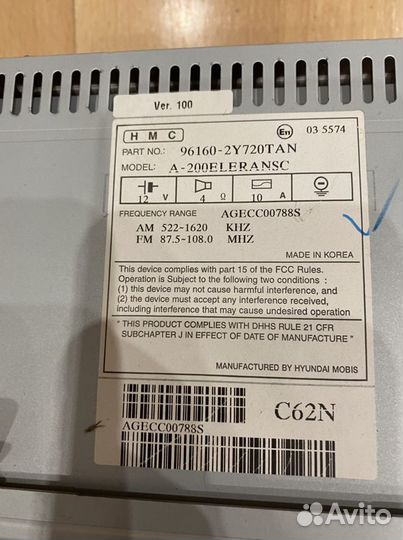 Ver. 100
HMC
E11 03 5574
PART NO.: 96160-2Y720TAN
MODEL: A-200ELERANSC
12 V 4 Ω 10 A
FREQUENCY RANGE AGECC00788S
AM 522-1620 KHZ
FM 87.5-108.0 MHZ
MADE IN KOREA
This device complies with part 15 of the FCC Rules.
Operation is Subject to the following two conditions :
(1) this device may not cause harmful interference, and
(2) the device must accept any interference received,
including interference that may cause undesired operation
" THIS PRODUCT COMPLIES WITH DHHS RULE 21 CFR
SUBCHAPTER J IN EFFECT OF DATE OF MANUFACTURE "
MANUFACTURED BY HYUNDAI MOBIS
C62N
AGECC00788S
Avito